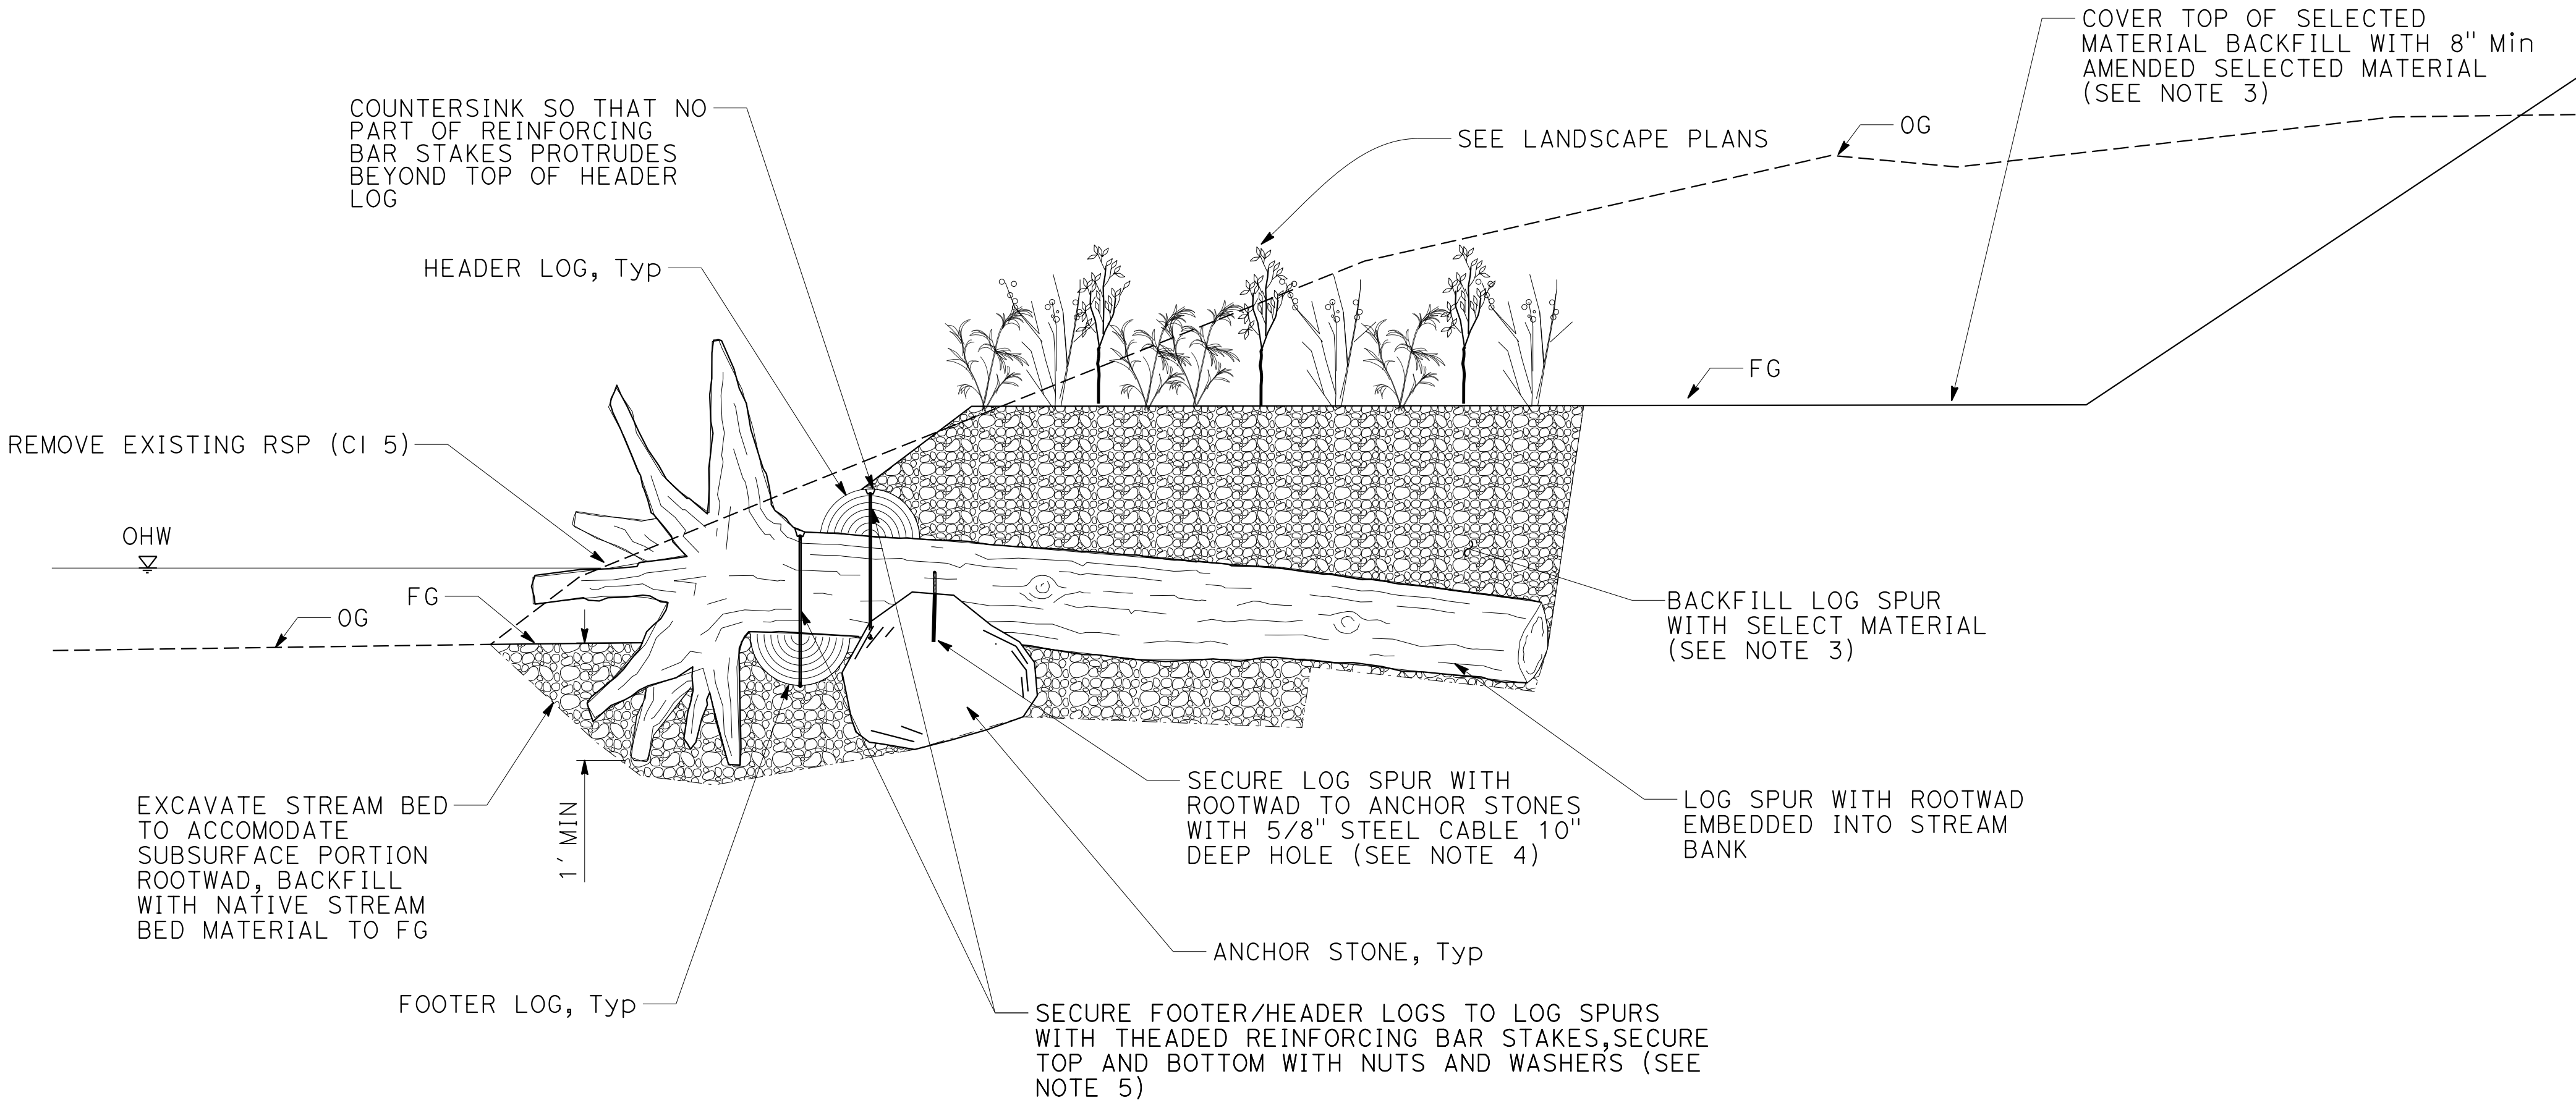 COVER TOP OF SELECTED
MATERIAL BACKFILL WITH 8" Min
AMENDED SELECTED MATERIAL
(SEE NOTE 3)
COUNTERSINK SO THAT NO
PART OF REINFORCING
BAR STAKES PROTRUDES
BEYOND TOP OF HEADER
LOG
SEE LANDSCAPE PLANS
OG
HEADER LOG, Typ
FG
REMOVE EXISTING RSP (Cl 5)
OHW
FG
OG
BACKFILL LOG SPUR
WITH SELECT MATERIAL
(SEE NOTE 3)
EXCAVATE STREAM BED
TO ACCOMODATE
SUBSURFACE PORTION
ROOTWAD, BACKFILL
WITH NATIVE STREAM
BED MATERIAL TO FG
1' MIN
SECURE LOG SPUR WITH
ROOTWAD TO ANCHOR STONES
WITH 5/8" STEEL CABLE 10"
DEEP HOLE (SEE NOTE 4)
LOG SPUR WITH ROOTWAD
EMBEDDED INTO STREAM
BANK
ANCHOR STONE, Typ
FOOTER LOG, Typ
SECURE FOOTER/HEADER LOGS TO LOG SPURS
WITH THEADED REINFORCING BAR STAKES,SECURE
TOP AND BOTTOM WITH NUTS AND WASHERS (SEE
NOTE 5)